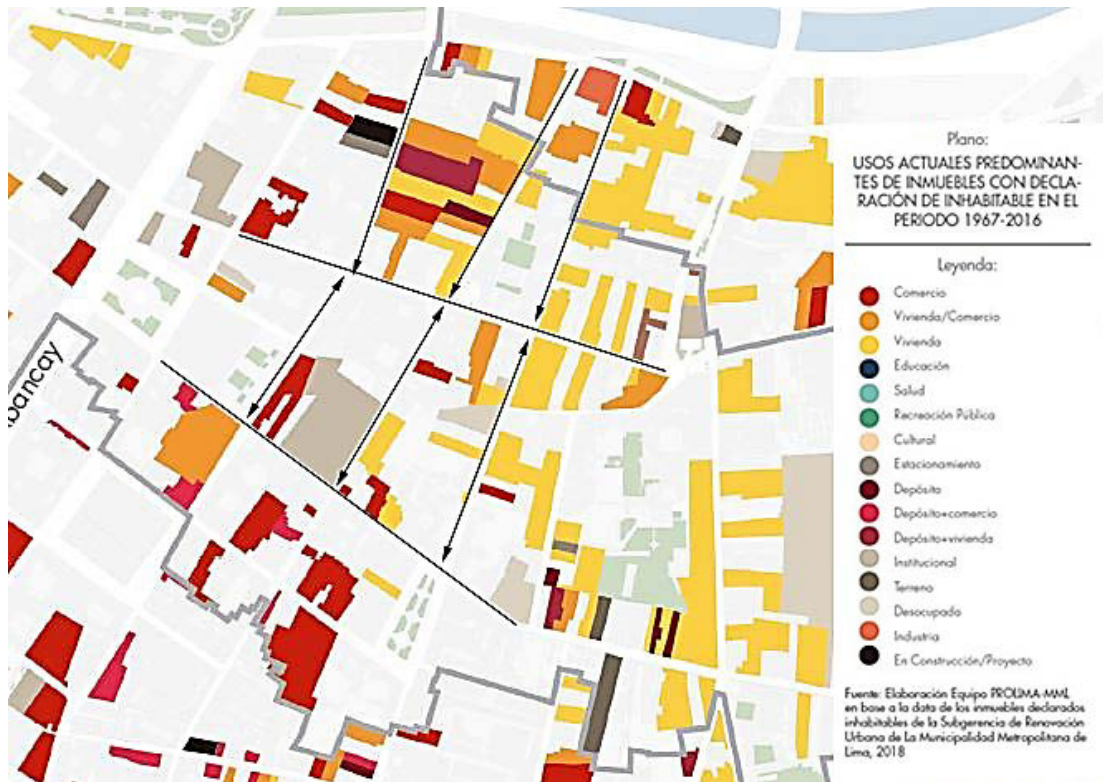 Plano:
USOS ACTUALES PREDOMINAN-
TES DE INMUEBLES CON DECLA-
RACIÓN DE INHABITABLE EN EL
PERIODO 1967-2016
Leyenda:
Comercio
Vivienda/Comercio
Vivienda
Educación
Salud
Recreación Pública
Cultural
Estacionamiento
Depósito
Depósito+comercio
Depósito+vivienda
Institucional
Terreno
Desocupado
Industria
En Construcción/Proyecto
Fuente: Elaboración Equipo PROLIMA-MML
en base a la data de los inmuebles declarados
inhabitables de la Subgerencia de Renovación
Urbana de La Municipalidad Metropolitana de
Lima, 2018
bancay